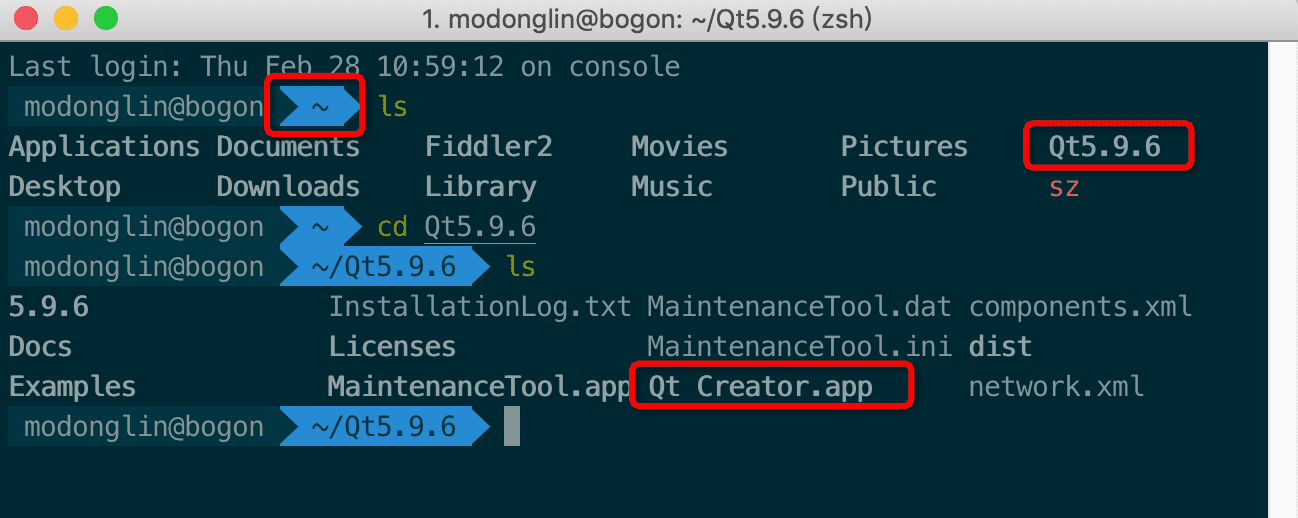 1. modonglin@bogon: ~/Qt5.9.6 (zsh)
Last login: Thu Feb 28 10:59:12 on console
modonglin@bogon ~ ls
Applications Documents Fiddler2 Movies Pictures Qt5.9.6
Desktop Downloads Library Music Public sz
modonglin@bogon ~ cd Qt5.9.6
modonglin@bogon ~/Qt5.9.6 ls
5.9.6 InstallationLog.txt MaintenanceTool.dat components.xml
Docs Licenses MaintenanceTool.ini dist
Examples MaintenanceTool.app Qt Creator.app network.xml
modonglin@bogon ~/Qt5.9.6